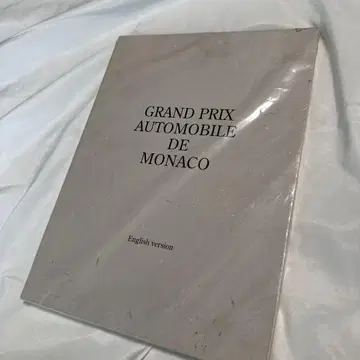 GRAND PRIX
AUTOMOBILE
DE
MONACO
English version